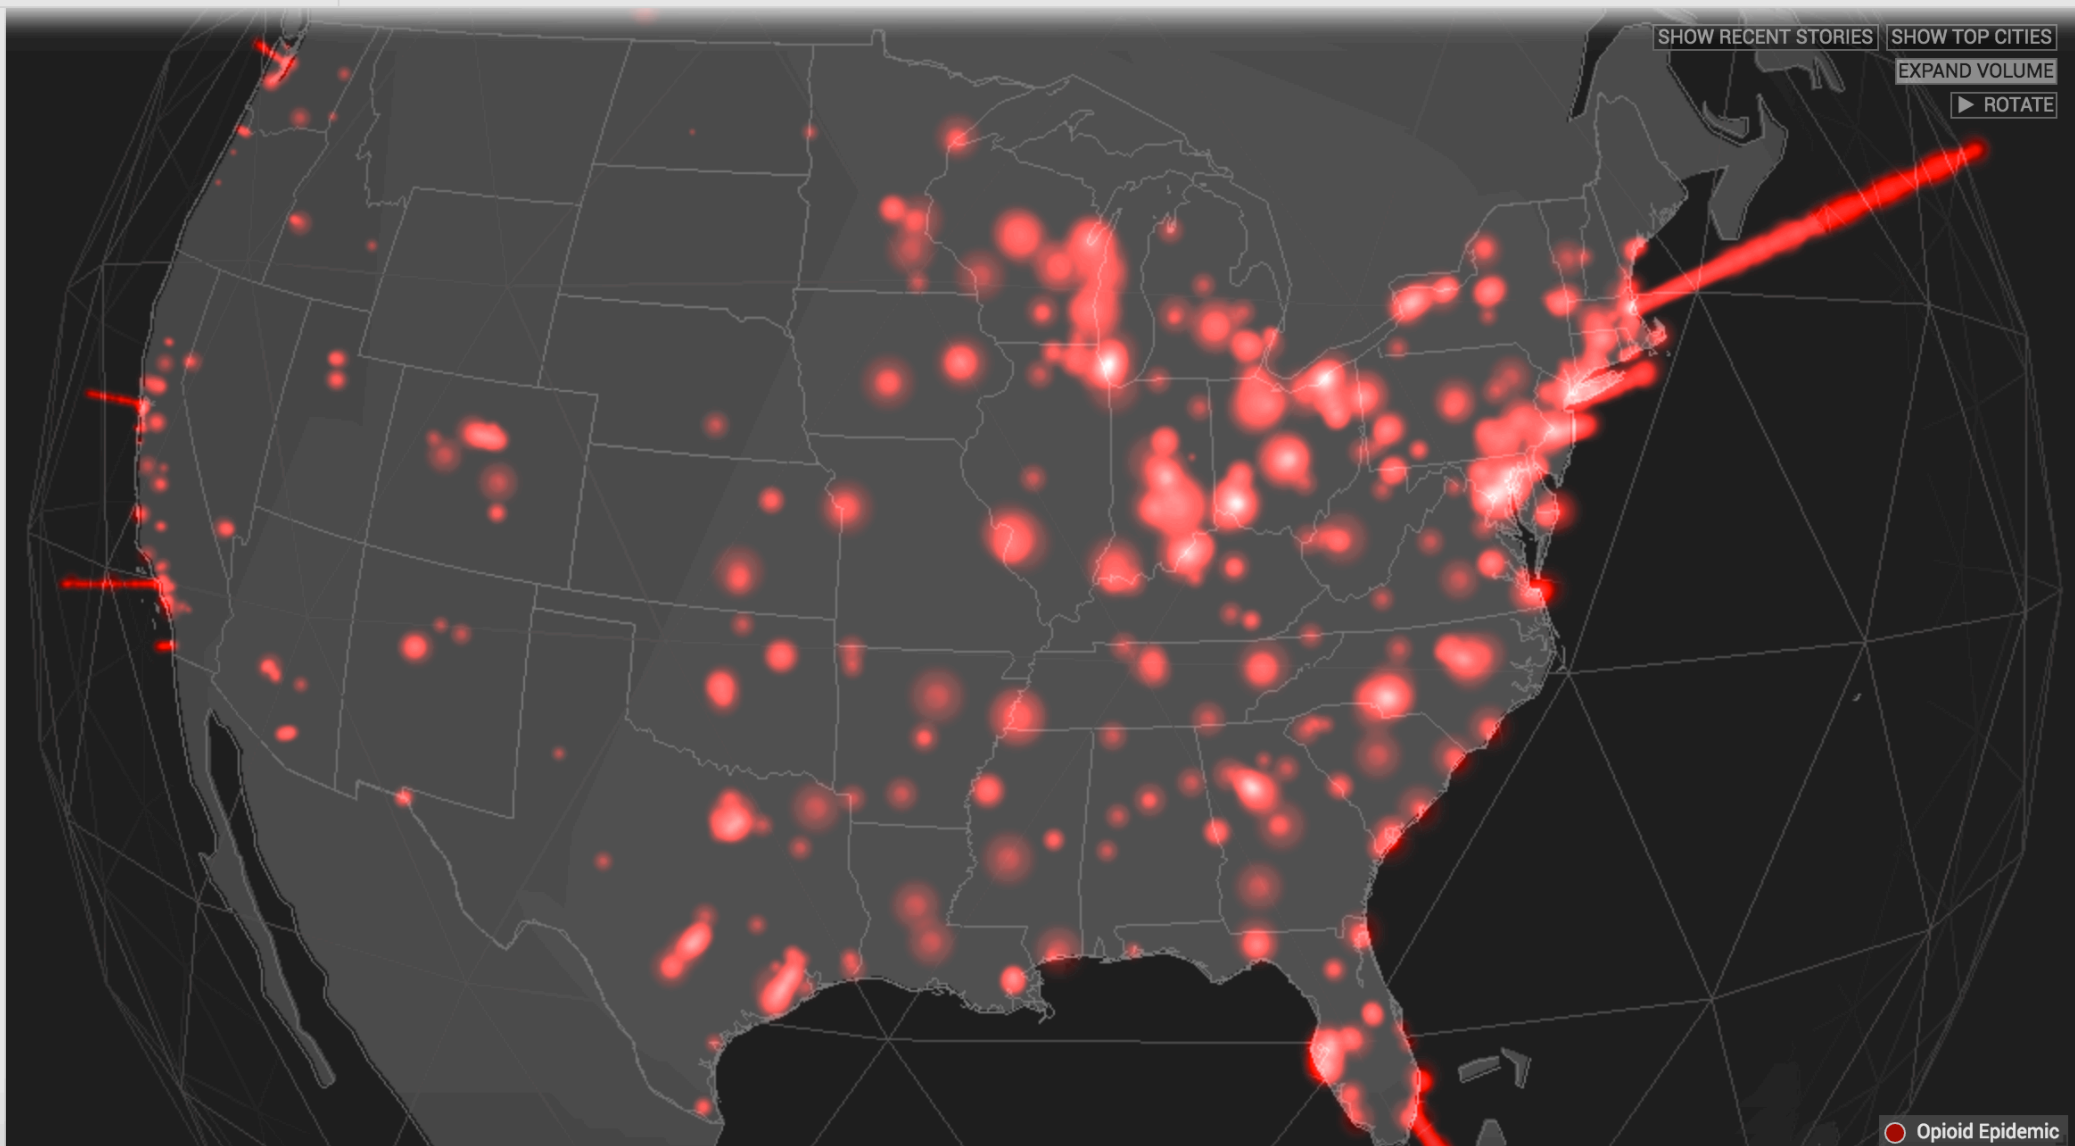 SHOW RECENT STORIES SHOW TOP CITIES
EXPAND VOLUME
▶ ROTATE
Opioid Epidemic